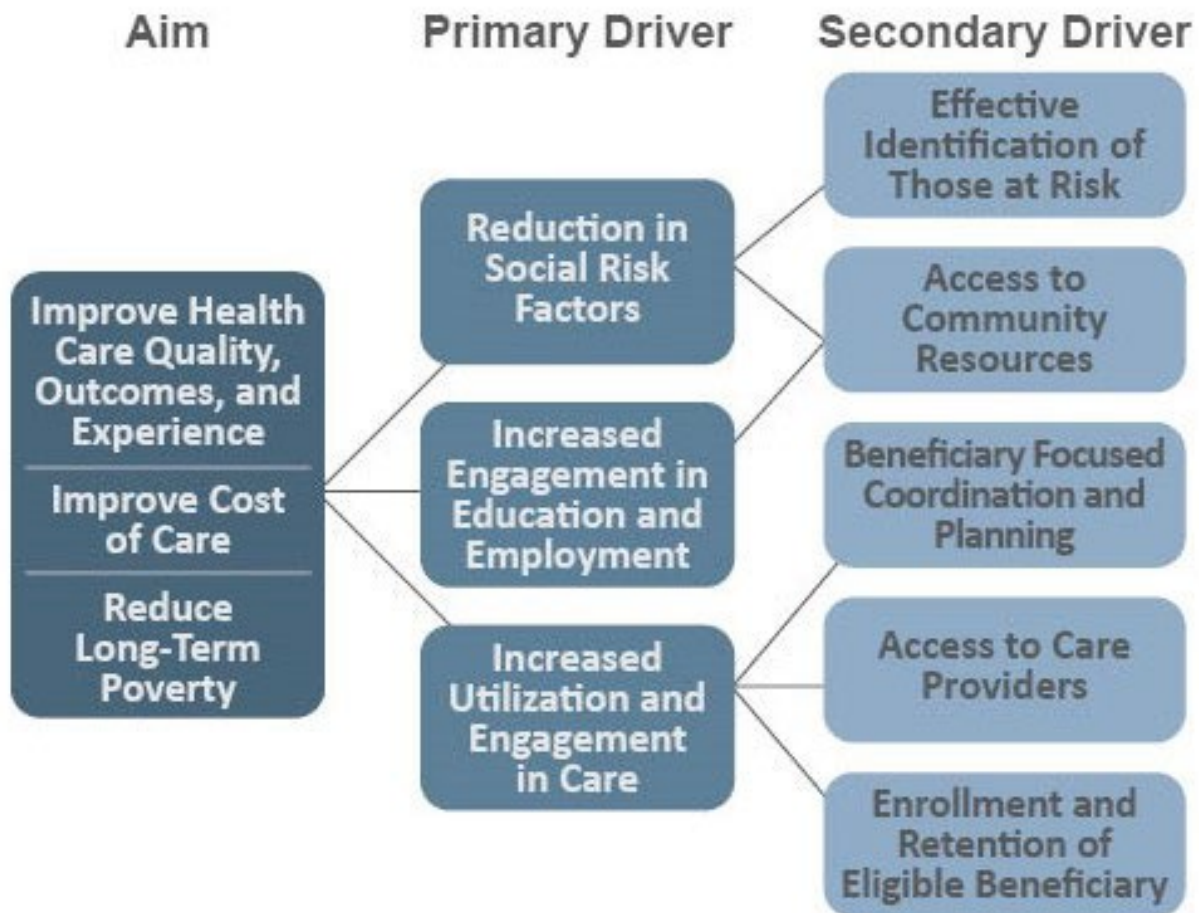 Aim
Primary Driver
Secondary Driver
Improve Health
Care Quality,
Outcomes, and
Experience
Improve Cost
of Care
Reduce
Long-Term
Poverty
Reduction in
Social Risk
Factors
Increased
Engagement in
Education and
Employment
Increased
Utilization and
Engagement
in Care
Effective
Identification of
Those at Risk
Access to
Community
Resources
Beneficiary Focused
Coordination and
Planning
Access to Care
Providers
Enrollment and
Retention of
Eligible Beneficiary